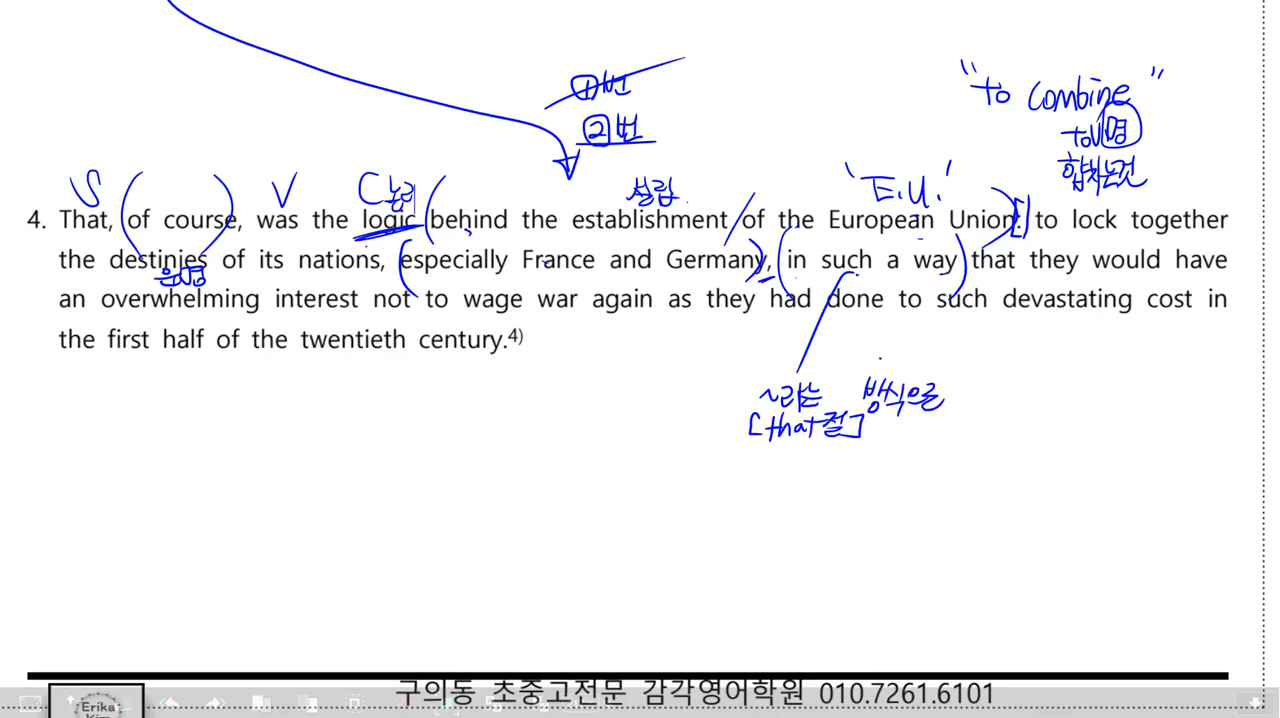 ①번
②번
" to combine "
toV 명
합치는것
S V C논리 설립 'E.U.'
4. That, of course, was the logic behind the establishment of the European Union: to lock together
the destinies of its nations, especially France and Germany, in such a way that they would have
운명
an overwhelming interest not to wage war again as they had done to such devastating cost in
the first half of the twentieth century.4)
~라는 방식으로
[that절]
구의동 초중고전문 감각영어학원 010.7261.6101
Erika
Kim